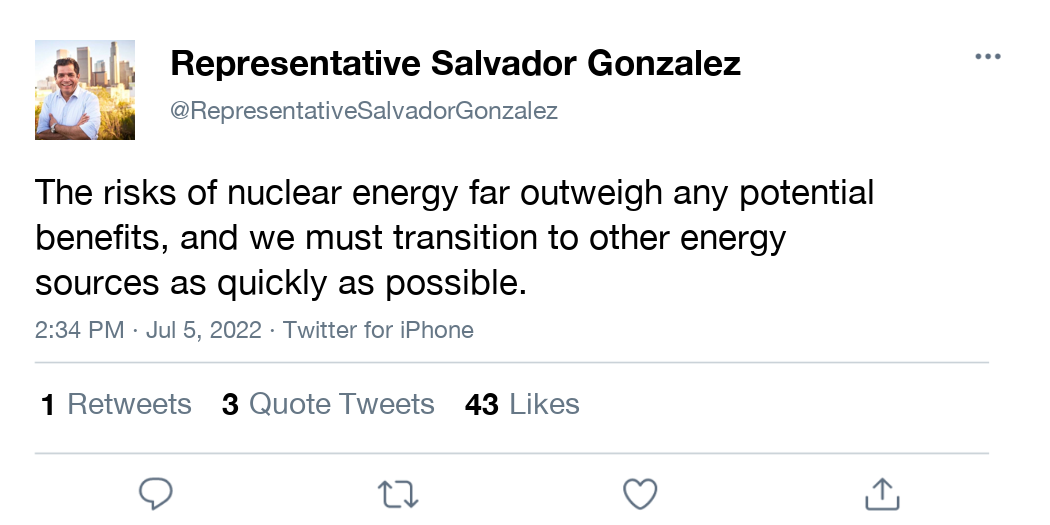 Representative Salvador Gonzalez
@RepresentativeSalvadorGonzalez
The risks of nuclear energy far outweigh any potential
benefits, and we must transition to other energy
sources as quickly as possible.
2:34 PM · Jul 5, 2022 · Twitter for iPhone
1 Retweets 3 Quote Tweets 43 Likes